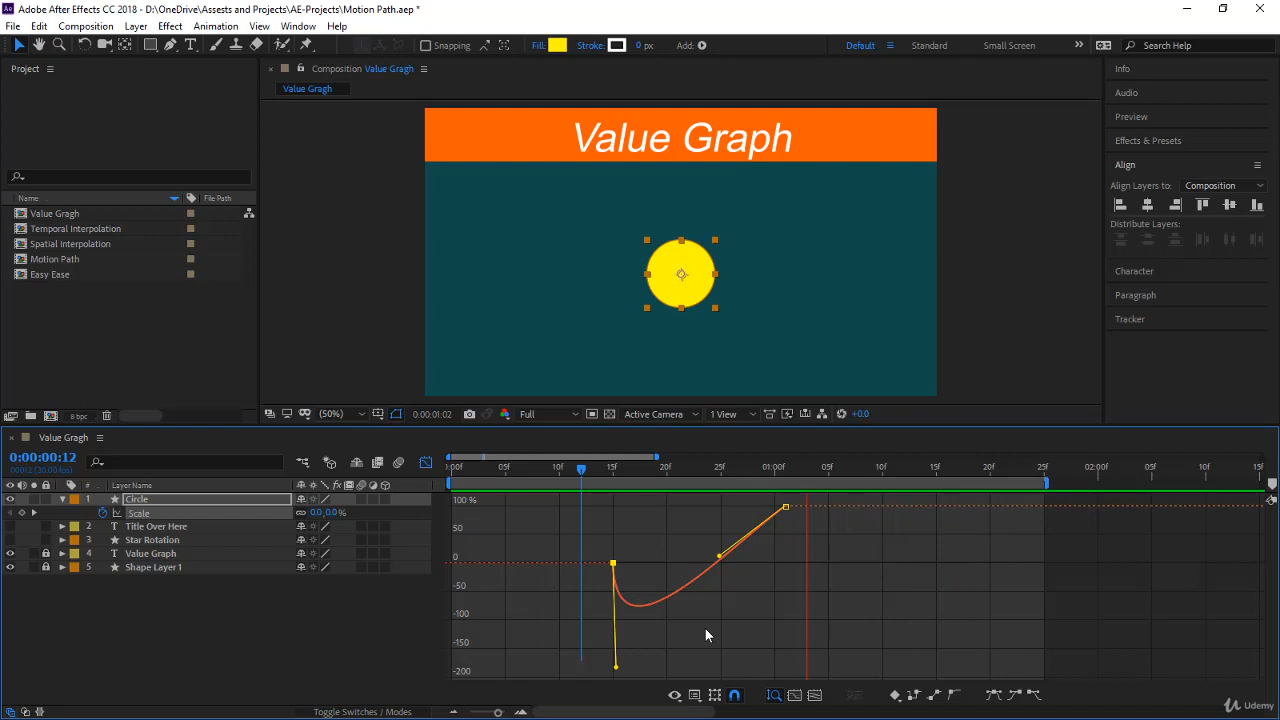 Ae Adobe After Effects CC 2018 - D:\OneDrive\Assests and Projects\AE-Projects\Motion Path.aep *
File Edit Composition Layer Effect Animation View Window Help
Snapping Fill: Stroke: 0 px Add: Default Standard Small Screen Search Help
Project
Composition Value Gragh
Value Gragh
Name File Path
Value Gragh
Temporal Interpolation
Spatial Interpolation
Motion Path
Easy Ease
8 bpc
Value Graph
(50%) 0:00:01:02 Full Active Camera 1 View +0.0
Info
Audio
Preview
Effects & Presets
Align
Align Layers to: Composition
Distribute Layers:
Character
Paragraph
Tracker
Value Gragh
0:00:00:12
00012 (30.00 fps)
# Layer Name
1 Circle
Scale 0.0,0.0 %
2 Title Over Here
3 Star Rotation
4 Value Graph
5 Shape Layer 1
:00f 05f 10f 15f 20f 25f 01:00f 05f 10f 15f 20f 25f 02:00f 05f 10f 15f
100 %
50
0
-50
-100
-150
-200
Toggle Switches / Modes
Udemy